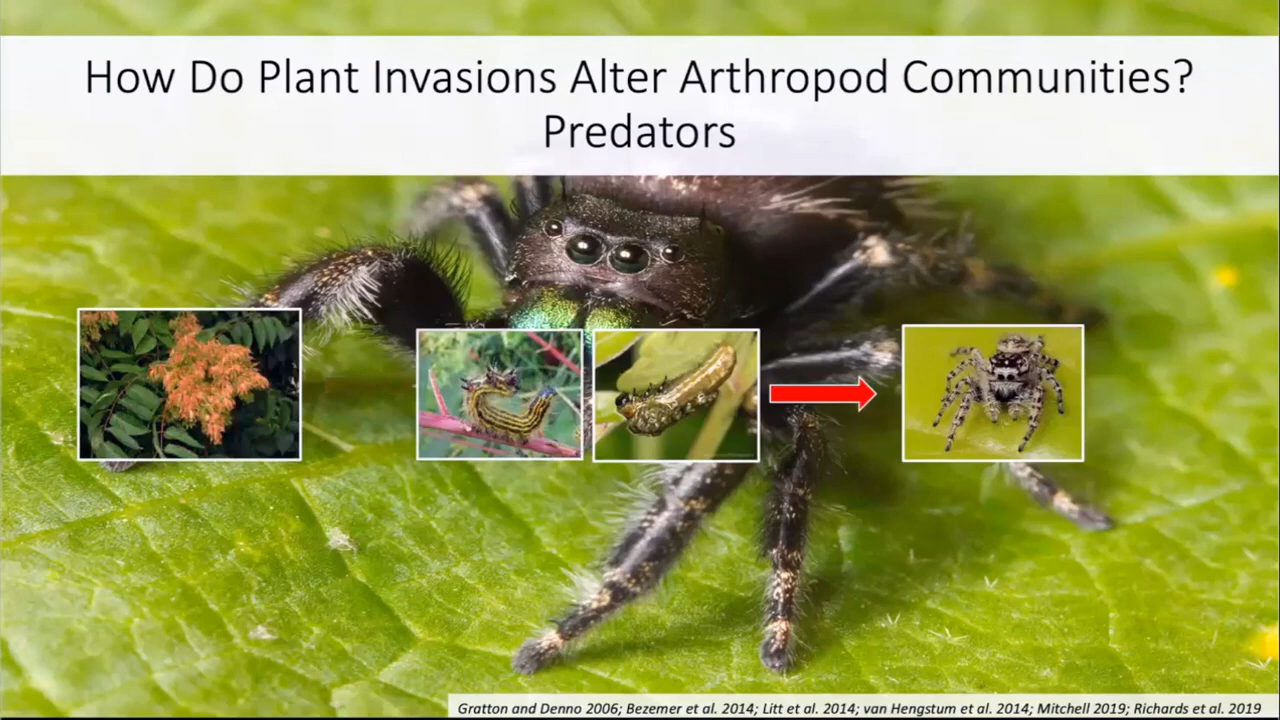 How Do Plant Invasions Alter Arthropod Communities?
Predators
Gratton and Denno 2006; Bezemer et al. 2014; Litt et al. 2014; van Hengstum et al. 2014; Mitchell 2019; Richards et al. 2019